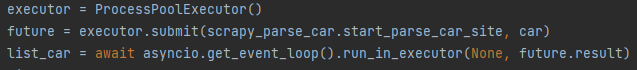 executor = ProcessPoolExecutor()
future = executor.submit(scrapy_parse_car.start_parse_car_site, car)
list_car = await asyncio.get_event_loop().run_in_executor(None, future.result)